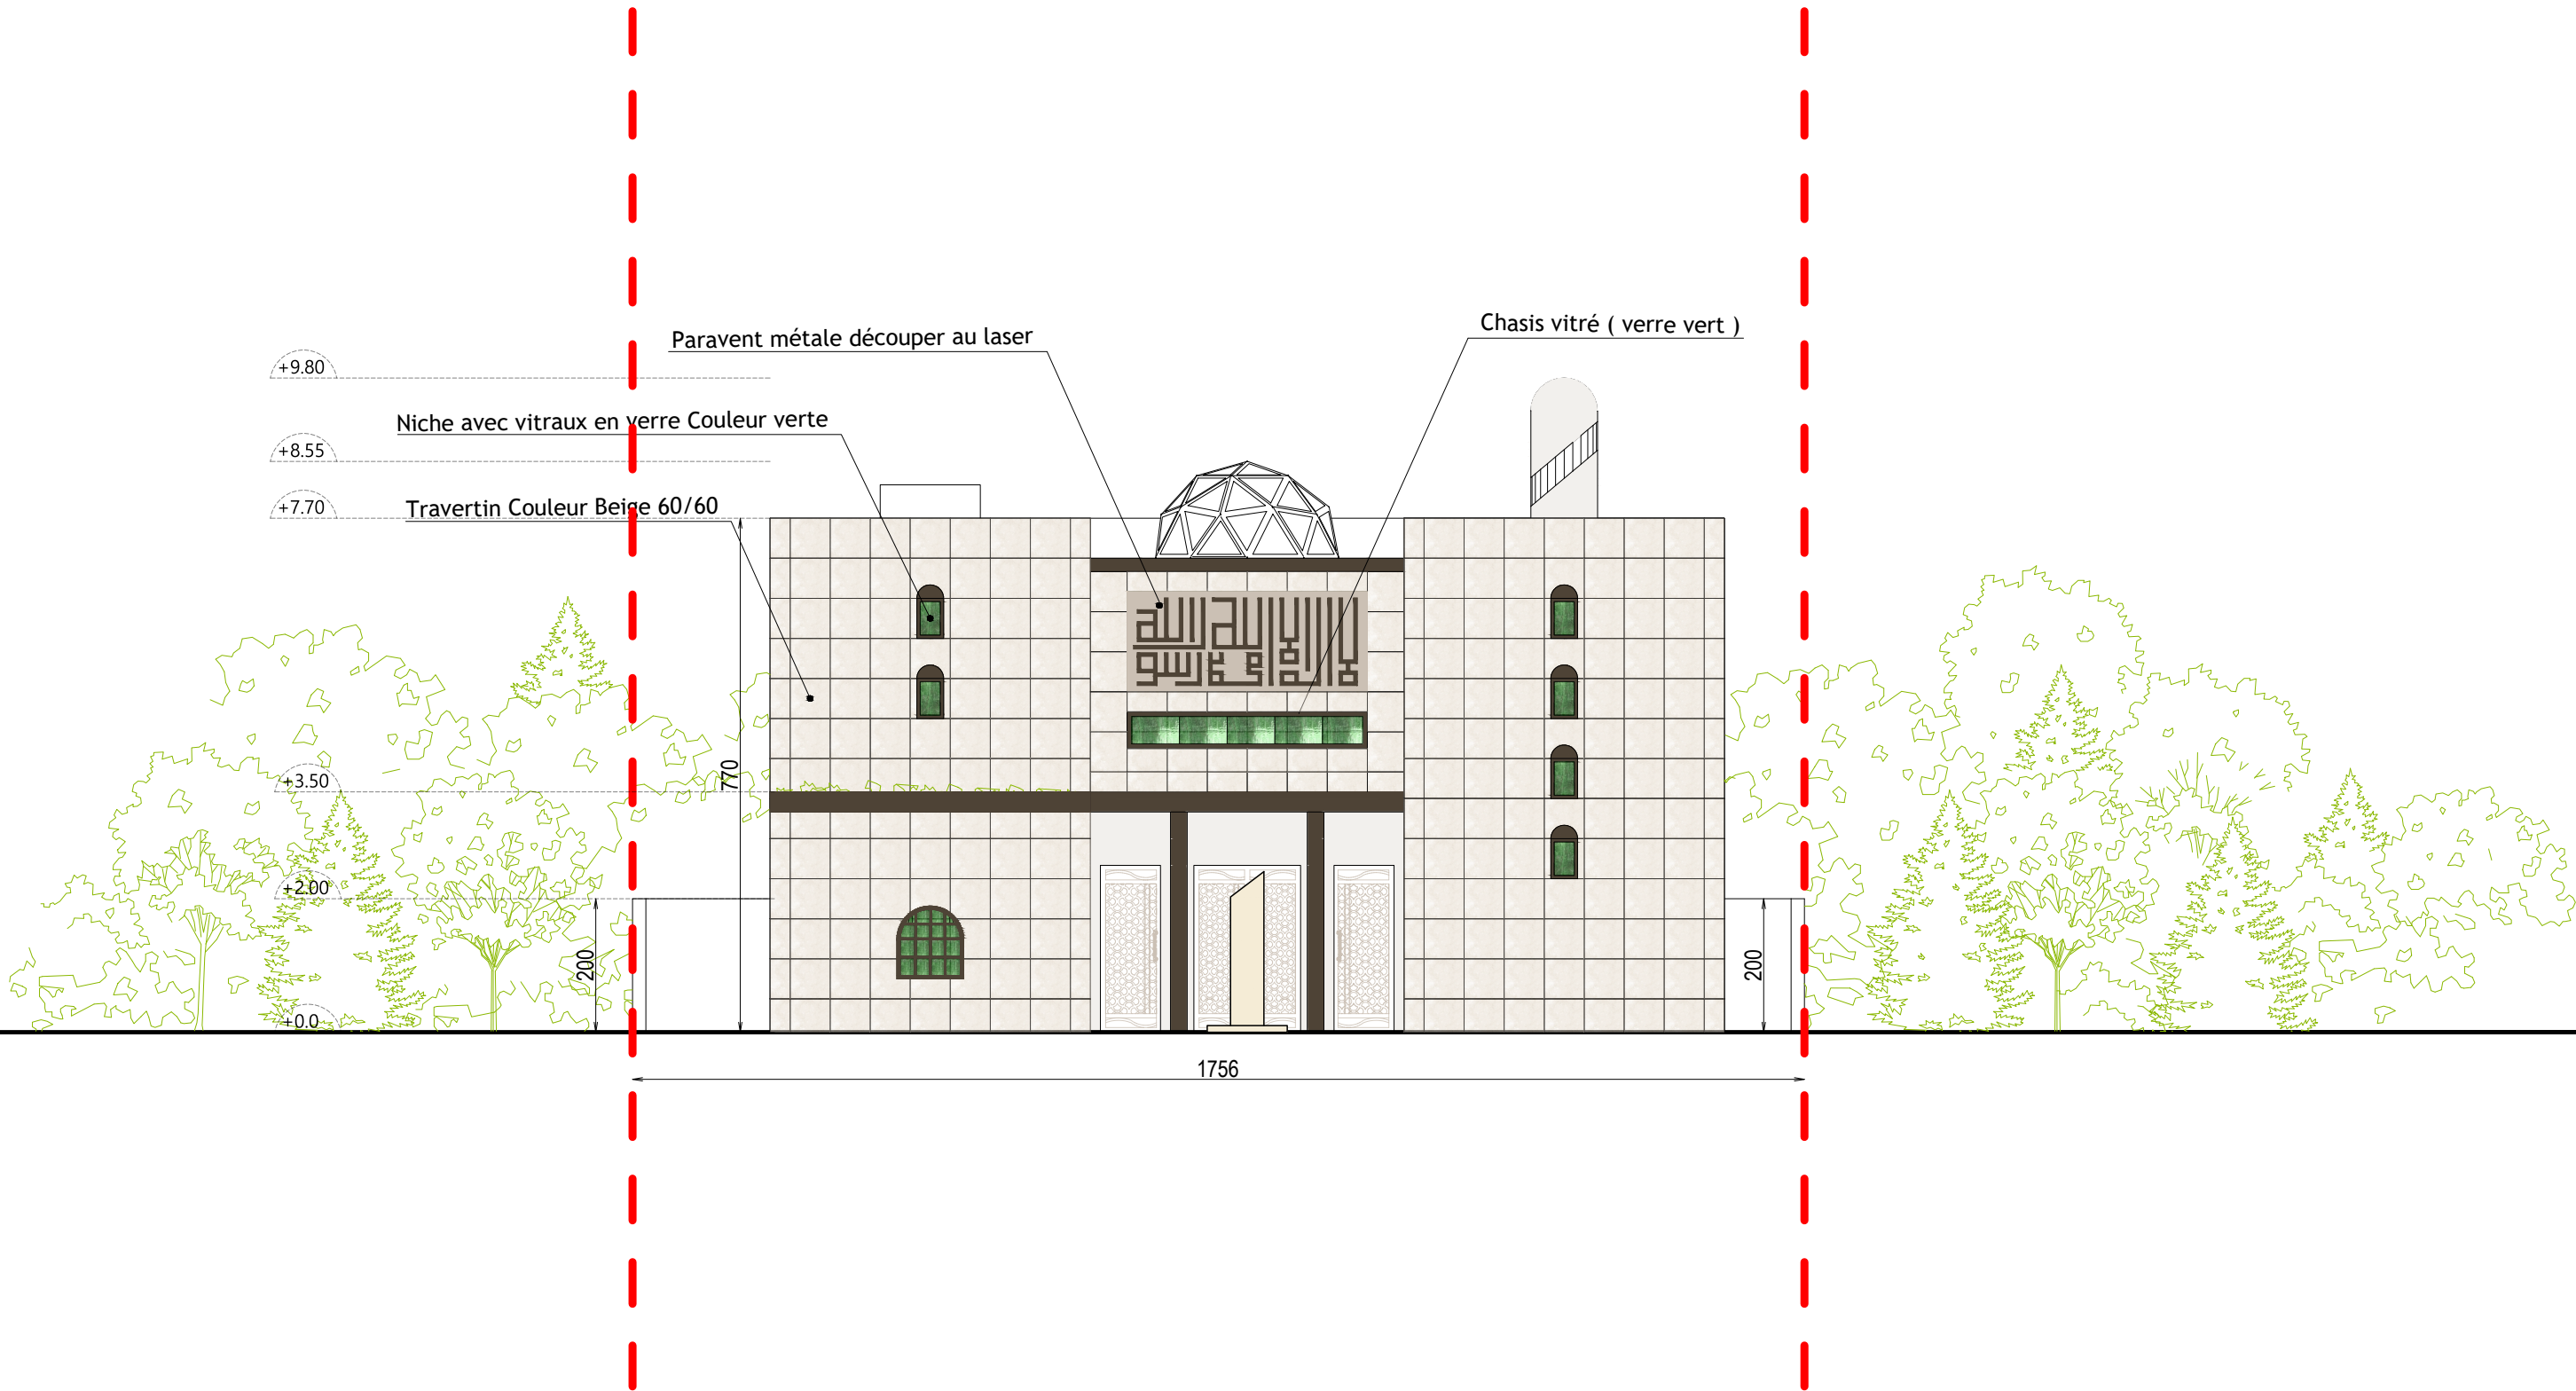 Chasis vitré ( verre vert )
Paravent métale découper au laser
+9.80
Niche avec vitraux en verre Couleur verte
+8.55
+7.70
Travertin Couleur Beige 60/60
770
+3.50
+2.00
200
200
+0.0
1756